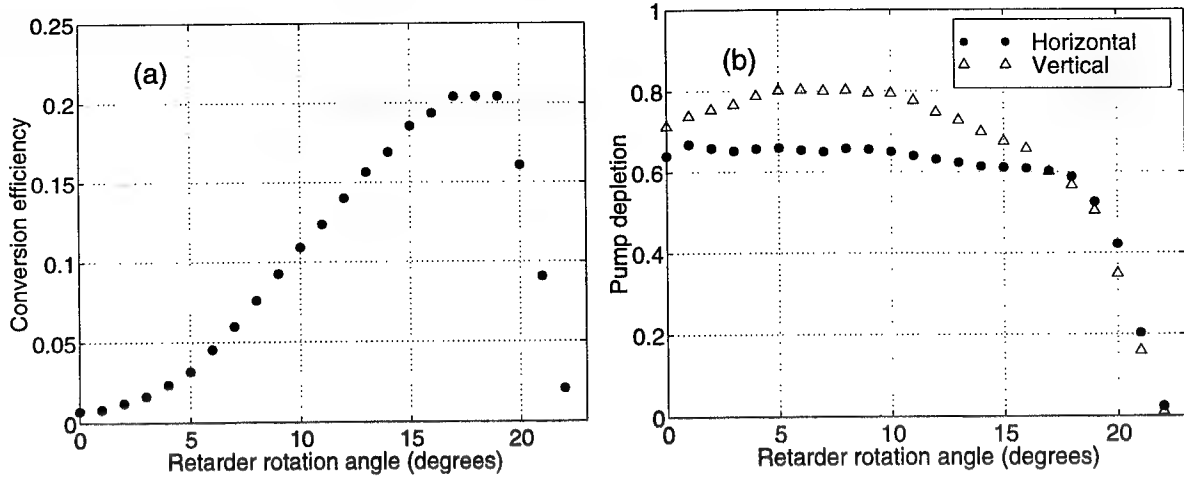 (a)
Conversion efficiency
0.25
0.2
0.15
0.1
0.05
0
0
5
10
15
20
Retarder rotation angle (degrees)
(b)
Horizontal
Vertical
Pump depletion
1
0.8
0.6
0.4
0.2
0
0
5
10
15
20
Retarder rotation angle (degrees)